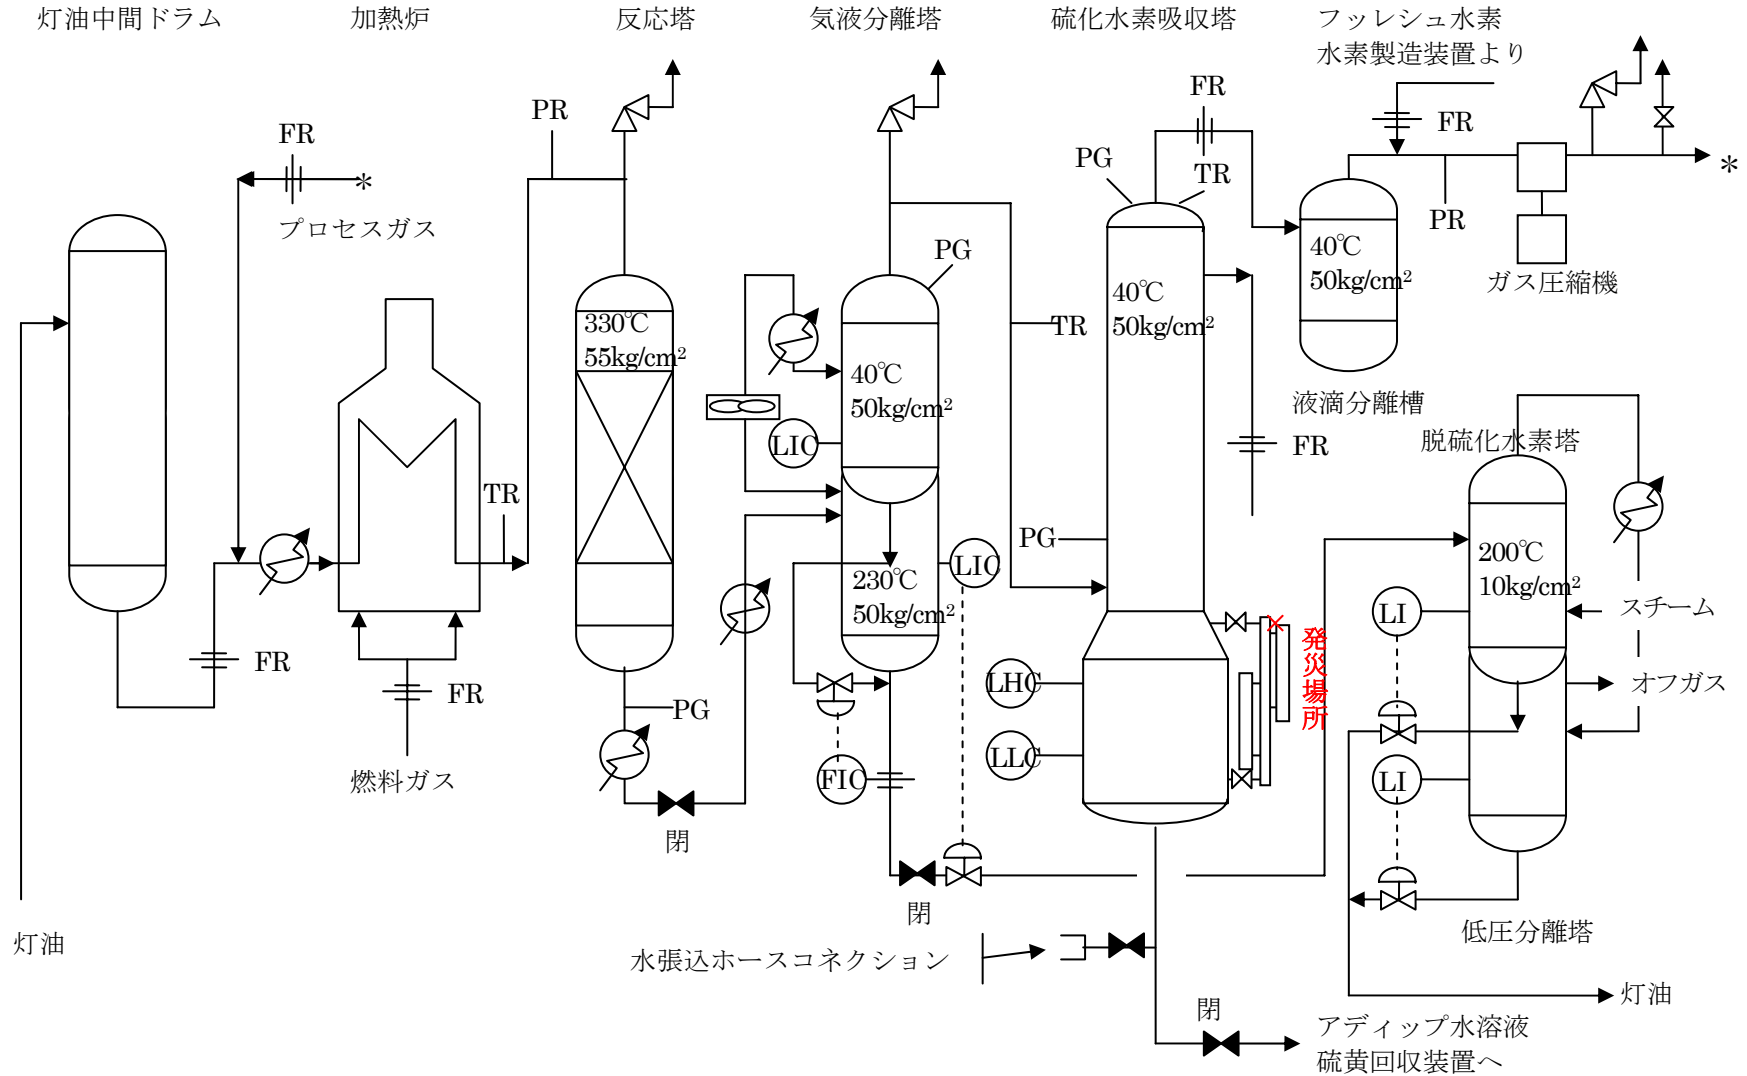 灯油中間ドラム
加熱炉
反応塔
気液分離塔
硫化水素吸収塔
フッレシュ水素
水素製造装置より
FR
*
プロセスガス
PR
FR
PG
TR
FR
PR
*
ガス圧縮機
40℃
50kg/cm²
液滴分離槽
PG
330℃
55kg/cm²
40℃
50kg/cm²
TR
40℃
50kg/cm²
LIC
FR
脱硫化水素塔
TR
PG
LIC
230℃
50kg/cm²
200℃
10kg/cm²
LI
スチーム
オフガス
発災場所
FR
FR
燃料ガス
PG
LHC
LLC
FIC
LI
閉
閉
低圧分離塔
灯油
水張込ホースコネクション
灯油
閉
アディップ水溶液
硫黄回収装置へ